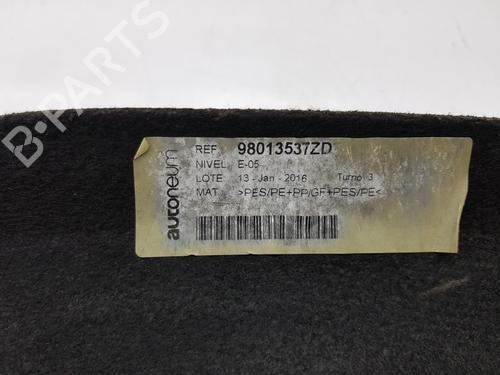 autoneum
REF. 98013537ZD
NIVEL: E-05
LOTE: 13 - Jan - 2016 Turno 3
MAT. >PES/PE+PP/GF+PES/PE<
B-PARTS